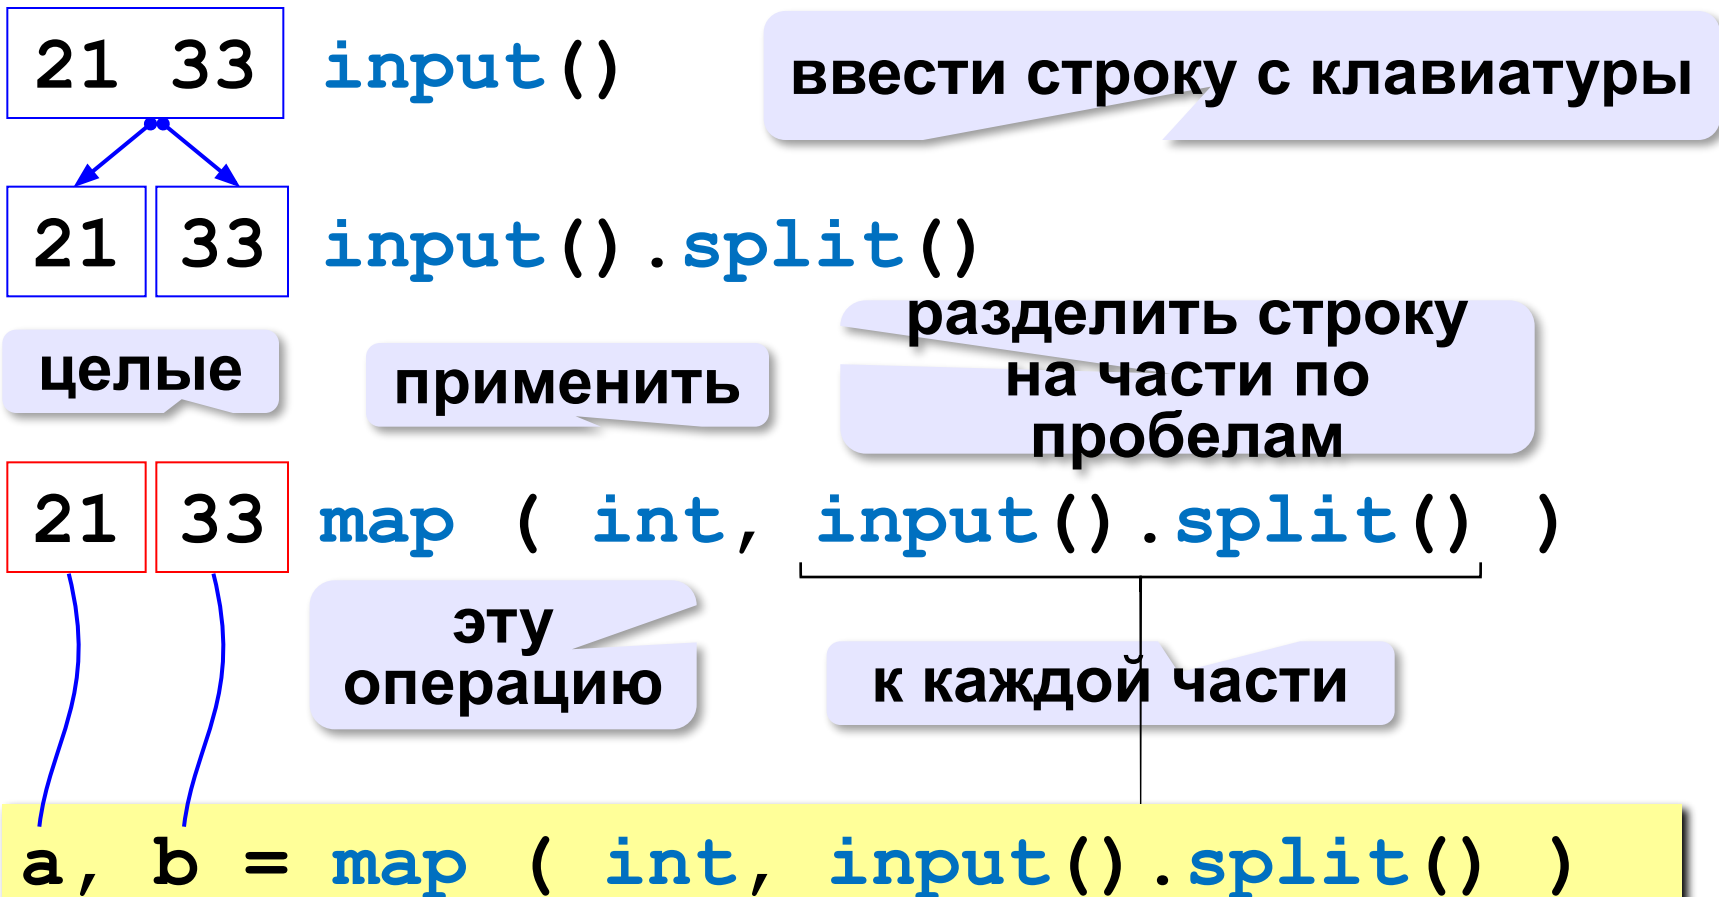 21 33 input() ввести строку с клавиатуры
21 33 input().split()
разделить строку
на части по
пробелам
целые
применить
21 33 map ( int, input().split() )
эту
операцию
к каждой части
a, b = map ( int, input().split() )